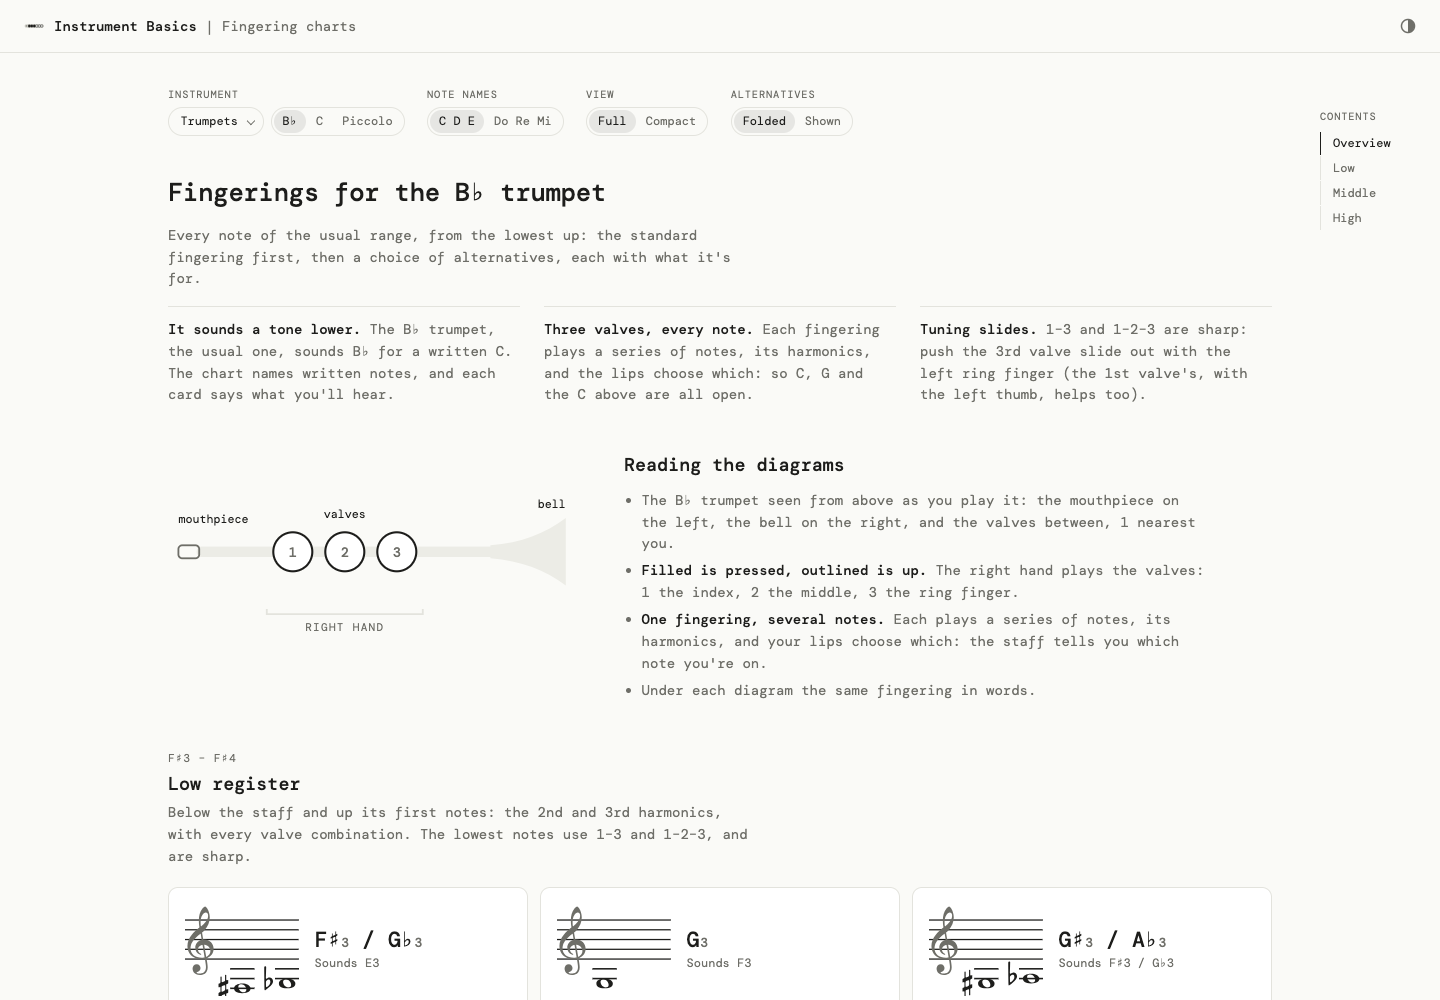 Instrument Basics | Fingering charts
INSTRUMENT
Trumpets
B♭ C Piccolo
NOTE NAMES
C D E Do Re Mi
VIEW
Full Compact
ALTERNATIVES
Folded Shown
CONTENTS
Overview
Low
Middle
High
Fingerings for the B♭ trumpet
Every note of the usual range, from the lowest up: the standard
fingering first, then a choice of alternatives, each with what it's
for.
It sounds a tone lower. The B♭ trumpet,
the usual one, sounds B♭ for a written C.
The chart names written notes, and each
card says what you'll hear.
Three valves, every note. Each fingering
plays a series of notes, its harmonics,
and the lips choose which: so C, G and
the C above are all open.
Tuning slides. 1–3 and 1–2–3 are sharp:
push the 3rd valve slide out with the
left ring finger (the 1st valve's, with
the left thumb, helps too).
mouthpiece
valves
bell
1 2 3
RIGHT HAND
Reading the diagrams
• The B♭ trumpet seen from above as you play it: the mouthpiece on
the left, the bell on the right, and the valves between, 1 nearest
you.
• Filled is pressed, outlined is up. The right hand plays the valves:
1 the index, 2 the middle, 3 the ring finger.
• One fingering, several notes. Each plays a series of notes, its
harmonics, and your lips choose which: the staff tells you which
note you're on.
• Under each diagram the same fingering in words.
F♯3 – F♯4
Low register
Below the staff and up its first notes: the 2nd and 3rd harmonics,
with every valve combination. The lowest notes use 1–3 and 1–2–3, and
are sharp.
F♯3 / G♭3
Sounds E3
G3
Sounds F3
G♯3 / A♭3
Sounds F♯3 / G♭3